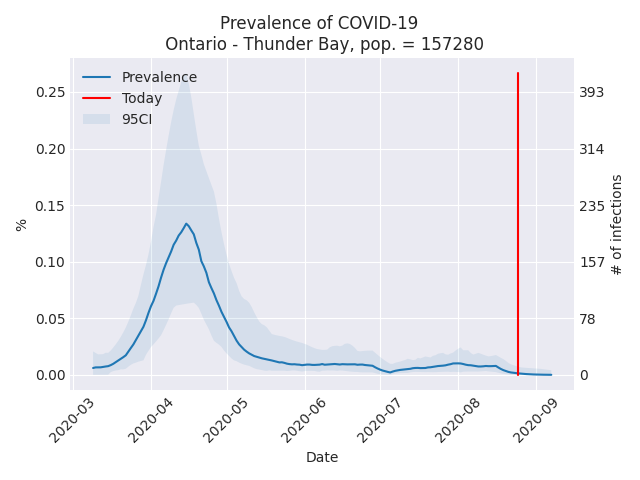 Prevalence of COVID-19
Ontario - Thunder Bay, pop. = 157280
Prevalence
Today
95CI
%
0.25
0.20
0.15
0.10
0.05
0.00
393
314
235
157
78
0
# of infections
2020-03
2020-04
2020-05
2020-06
2020-07
2020-08
2020-09
Date